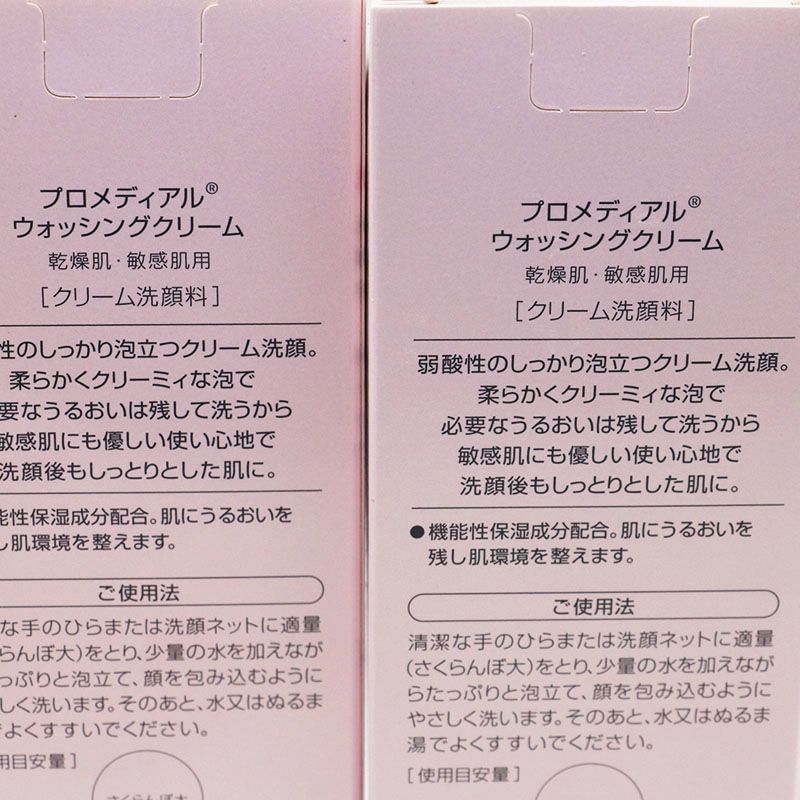 プロメディアル®
ウォッシングクリーム
乾燥肌・敏感肌用
[クリーム洗顔料]
性のしっかり泡立つクリーム洗顔。
柔らかくクリーミィな泡で
要なうるおいは残して洗うから
敏感肌にも優しい使い心地で
洗顔後もしっとりとした肌に。
能性保湿成分配合。肌にうるおいを
し肌環境を整えます。
ご使用法
な手のひらまたは洗顔ネットに適量
らんぼ大)をとり、少量の水を加えなが
っぷりと泡立て、顔を包み込むように
しく洗います。そのあと、水又はぬるま
でよくすすいでください。
用目安量]
さくらんぼ大
プロメディアル®
ウォッシングクリーム
乾燥肌・敏感肌用
[クリーム洗顔料]
弱酸性のしっかり泡立つクリーム洗顔。
柔らかくクリーミィな泡で
必要なうるおいは残して洗うから
敏感肌にも優しい使い心地で
洗顔後もしっとりとした肌に。
●機能性保湿成分配合。肌にうるおいを
残し肌環境を整えます。
ご使用法
清潔な手のひらまたは洗顔ネットに適量
(さくらんぼ大)をとり、少量の水を加えなが
らたっぷりと泡立て、顔を包み込むように
やさしく洗います。そのあと、水又はぬるま
湯でよくすすいでください。
[使用目安量]